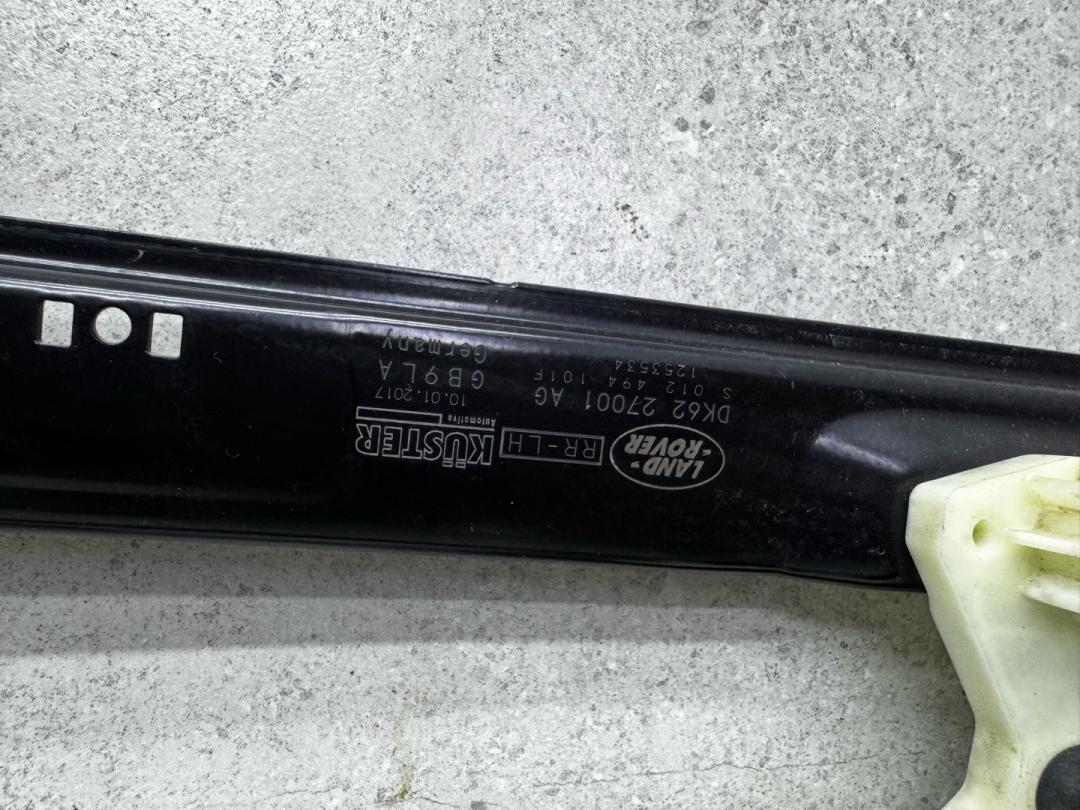 LAND-
-ROVER
RR-LH
KÜSTER
Automotive
DK62 27001 AG
10.01.2017
S 012 494 101F
GB9LA
1253534
Germany